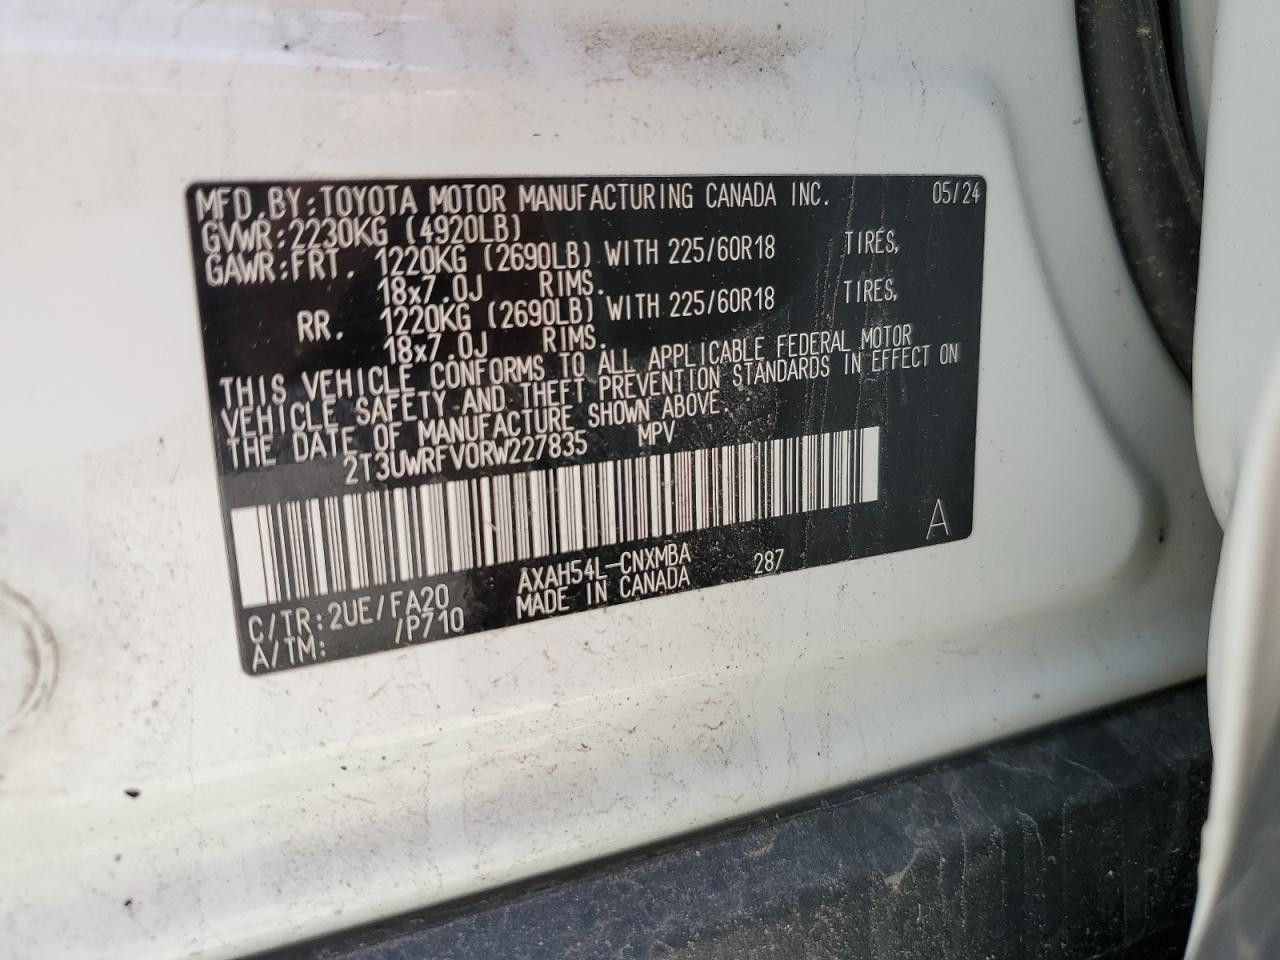 MFD.BY:TOYOTA MOTOR MANUFACTURING CANADA INC. 05/24
GVWR:2230KG (4920LB)
GAWR:FRT. 1220KG (2690LB) WITH 225/60R18 TIRES,
18x7.0J RIMS.
RR. 1220KG (2690LB) WITH 225/60R18 TIRES,
18x7.0J RIMS.
THIS VEHICLE CONFORMS TO ALL APPLICABLE FEDERAL MOTOR
VEHICLE SAFETY AND THEFT PREVENTION STANDARDS IN EFFECT ON
THE DATE OF MANUFACTURE SHOWN ABOVE.
2T3UWRFV0RW227835 MPV
A
C/TR:2UE/FA20 AXAH54L-CNXMBA 287
A/TM: /P710 MADE IN CANADA